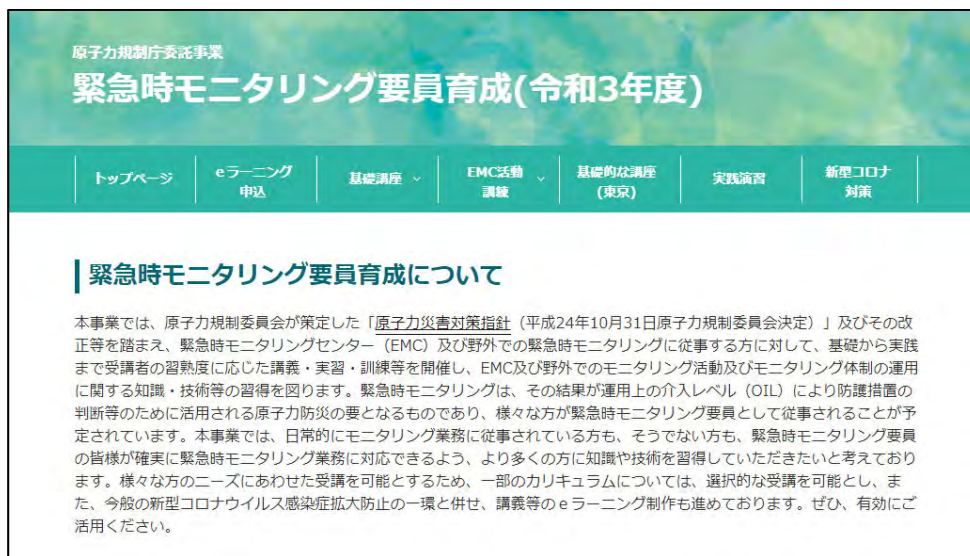 原子力規制庁委託事業
緊急時モニタリング要員育成(令和3年度)
トップページ
eラーニング
申込
基礎講座
EMC活動
訓練
基礎的な講座
(東京)
実践演習
新型コロナ
対策
緊急時モニタリング要員育成について
本事業では、原子力規制委員会が策定した「原子力災害対策指針（平成24年10月31日原子力規制委員会決定）」及びその改
正等を踏まえ、緊急時モニタリングセンター（EMC）及び野外での緊急時モニタリングに従事する方に対して、基礎から実践
まで受講者の習熟度に応じた講義・実習・訓練等を開催し、EMC及び野外でのモニタリング活動及びモニタリング体制の運用
に関する知識・技術等の習得を図ります。緊急時モニタリングは、その結果が運用上の介入レベル（OIL）により防護措置の
判断等のために活用される原子力防災の要となるものであり、様々な方が緊急時モニタリング要員として従事されることが予
定されています。本事業では、日常的にモニタリング業務に従事されている方も、そうでない方も、緊急時モニタリング要員
の皆様が確実に緊急時モニタリング業務に対応できるよう、より多くの方に知識や技術を習得していただきたいと考えており
ます。様々な方のニーズにあわせた受講を可能とするため、一部のカリキュラムについては、選択的な受講を可能とし、ま
た、今般の新型コロナウイルス感染症拡大防止の一環と併せ、講義等のｅラーニング制作も進めております。ぜひ、有効にご
活用ください。